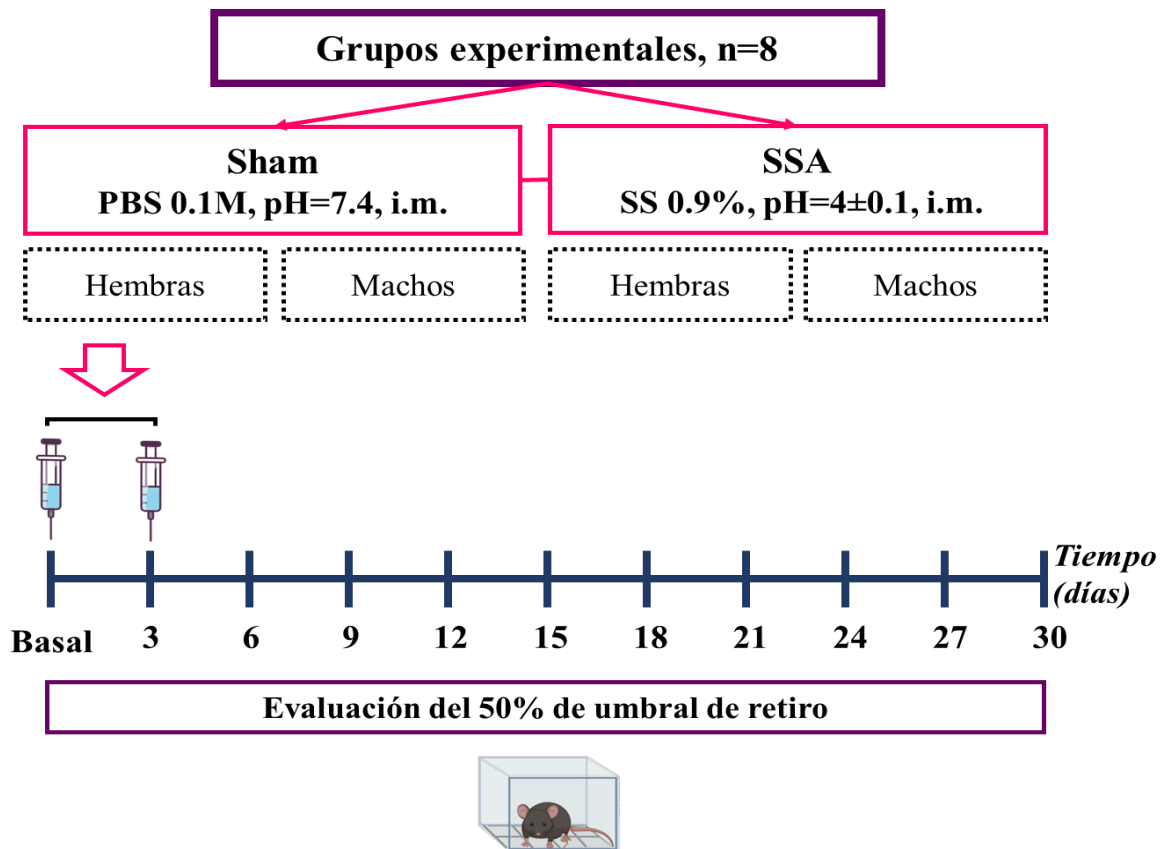 Grupos experimentales, n=8
Sham
PBS 0.1M, pH=7.4, i.m.
SSA
SS 0.9%, pH=4±0.1, i.m.
Hembras
Machos
Hembras
Machos
Tiempo
(días)
Basal 3 6 9 12 15 18 21 24 27 30
Evaluación del 50% de umbral de retiro